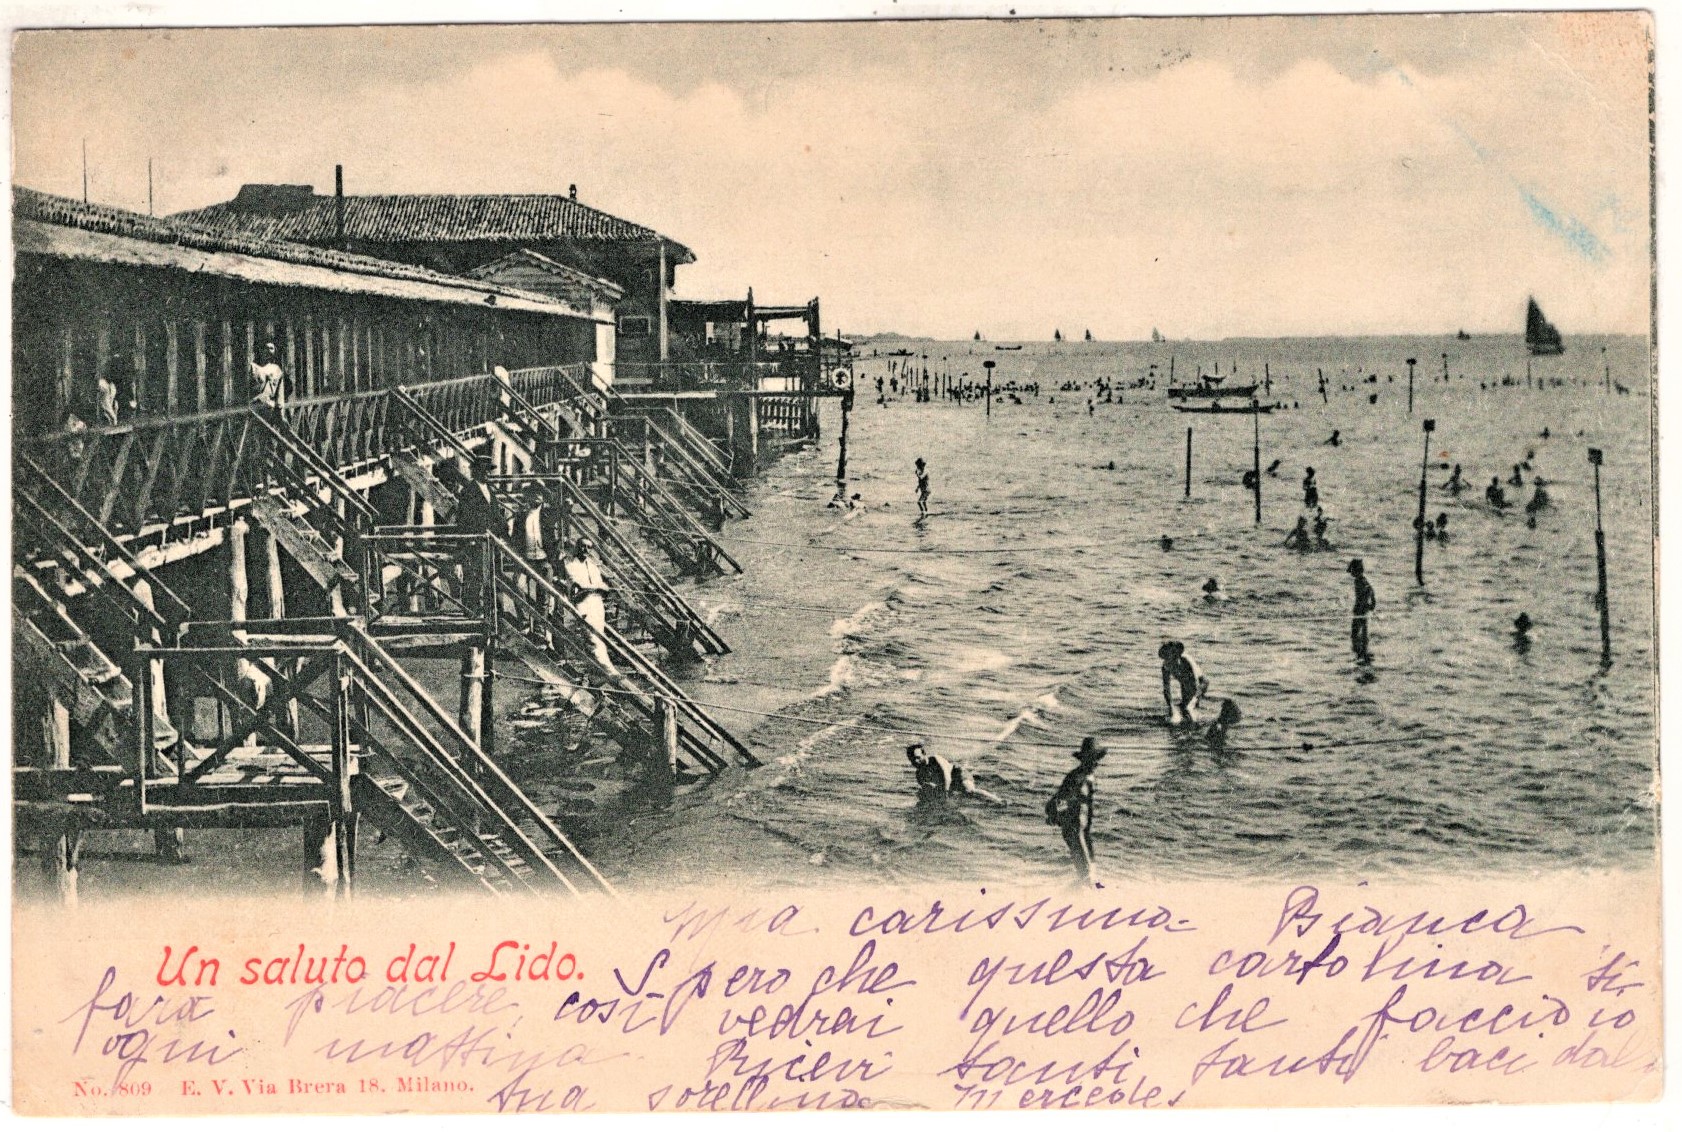 Mia carissima Bianca
Un saluto dal Lido.
Spero che questa cartolina ti
farà piacere, così vedrai quello che faccio io
ogni mattina. Ricevi tanti, tanti baci dalla
tua sorellina Mercedes
No. 809 E. V. Via Brera 18. Milano.